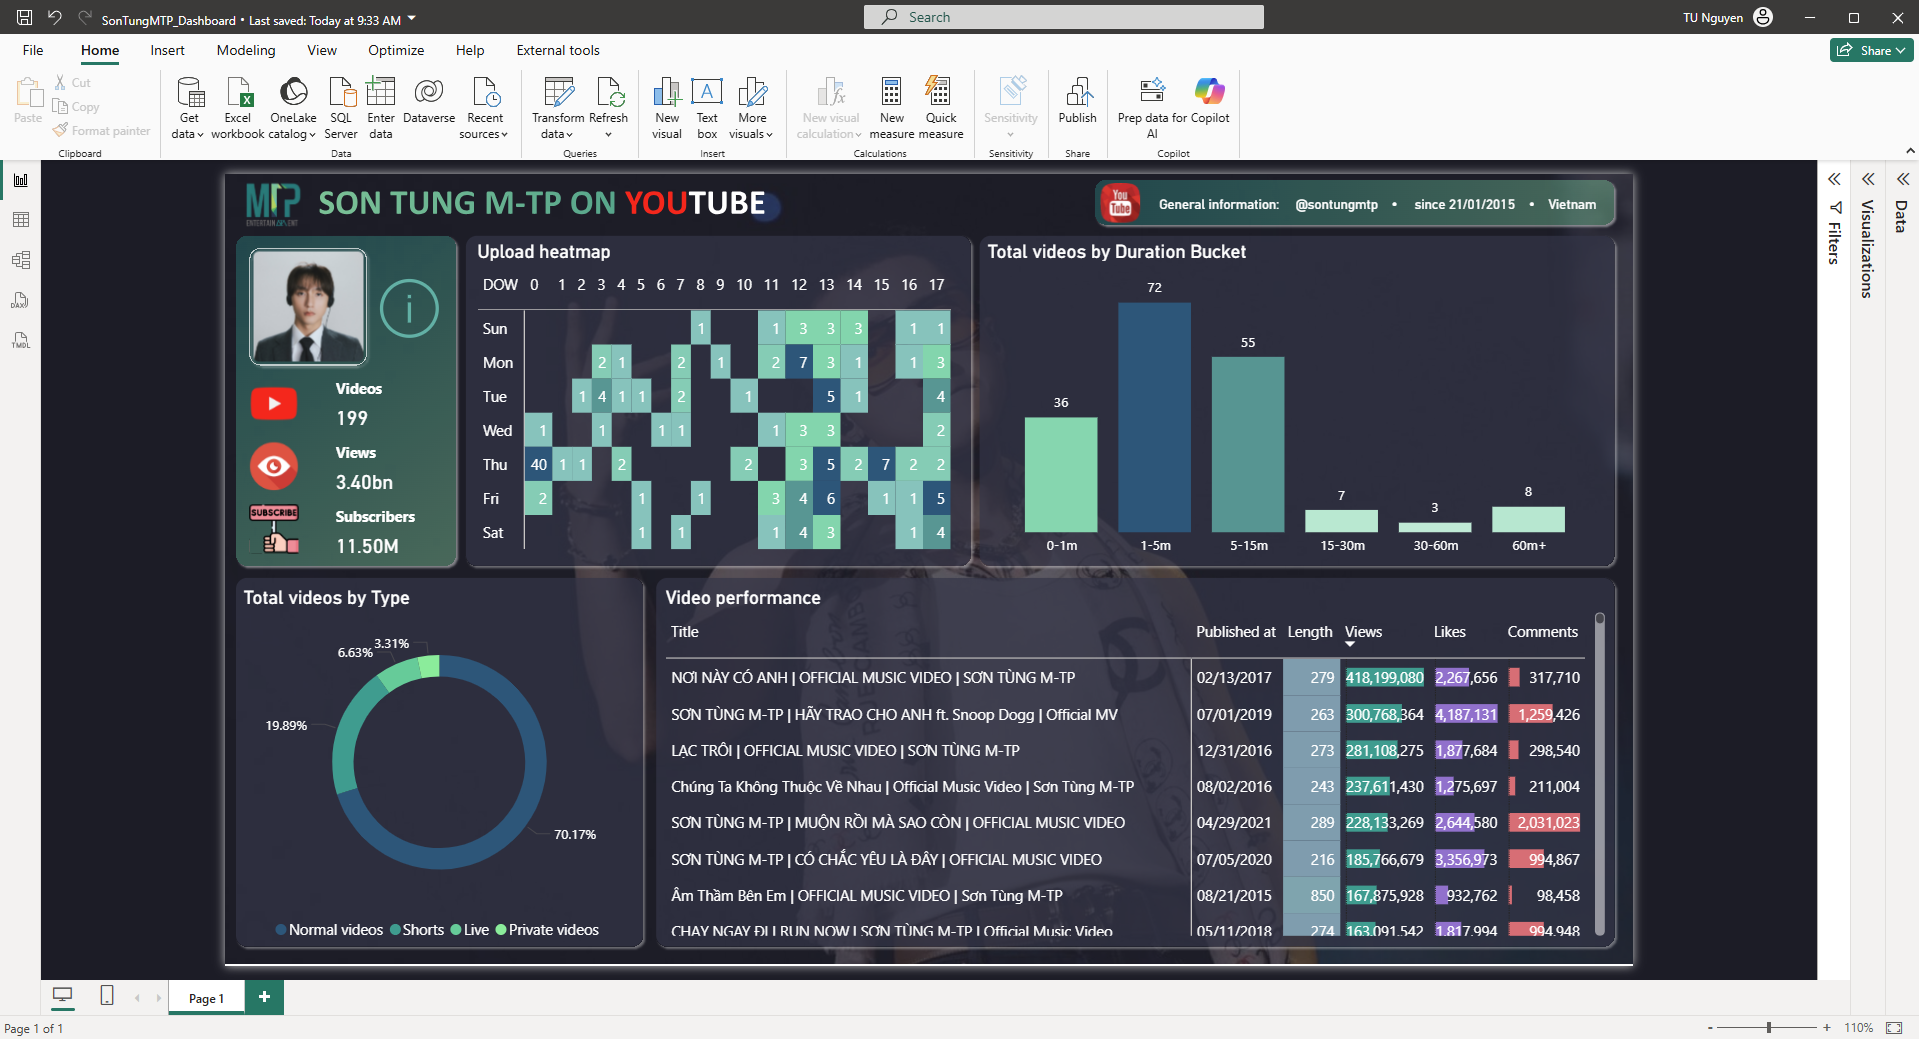 SonTungMTP_Dashboard • Last saved: Today at 9:33 AM
Search
TU Nguyen
File Home Insert Modeling View Optimize Help External tools
Share
Paste
Cut
Copy
Format painter
Get data
Excel workbook
OneLake catalog
SQL Server
Enter data
Dataverse
Recent sources
Transform data
Refresh
New visual
Text box
More visuals
New visual calculation
New measure
Quick measure
Sensitivity
Publish
Prep data for AI
Copilot
Clipboard
Data
Queries
Insert
Calculations
Sensitivity
Share
Copilot
DAX
TMDL
MTP
ENTERTAINMENT
SON TUNG M-TP ON YOUTUBE
You Tube
General information: @sontungmtp • since 21/01/2015 • Vietnam
i
Videos
199
Views
3.40bn
SUBSCRIBE
Subscribers
11.50M
Upload heatmap
DOW 0 1 2 3 4 5 6 7 8 9 10 11 12 13 14 15 16 17
Sun 1 1 3 3 3 1 1
Mon 2 1 2 1 2 7 3 1 1 3
Tue 1 4 1 1 2 1 5 1 4
Wed 1 1 1 1 1 3 3 2
Thu 40 1 1 2 2 3 5 2 7 2 2
Fri 2 1 1 3 4 6 1 1 5
Sat 1 1 1 4 3 1 4
Total videos by Duration Bucket
36
72
55
7
3
8
0-1m 1-5m 5-15m 15-30m 30-60m 60m+
Total videos by Type
3.31%
6.63%
19.89%
70.17%
Normal videos Shorts Live Private videos
Video performance
Title Published at Length Views Likes Comments
NƠI NÀY CÓ ANH | OFFICIAL MUSIC VIDEO | SƠN TÙNG M-TP 02/13/2017 279 418,199,080 2,267,656 317,710
SƠN TÙNG M-TP | HÃY TRAO CHO ANH ft. Snoop Dogg | Official MV 07/01/2019 263 300,768,364 4,187,131 1,259,426
LẠC TRÔI | OFFICIAL MUSIC VIDEO | SƠN TÙNG M-TP 12/31/2016 273 281,108,275 1,877,684 298,540
Chúng Ta Không Thuộc Về Nhau | Official Music Video | Sơn Tùng M-TP 08/02/2016 243 237,611,430 1,275,697 211,004
SƠN TÙNG M-TP | MUỘN RỒI MÀ SAO CÒN | OFFICIAL MUSIC VIDEO 04/29/2021 289 228,133,269 2,644,580 2,031,023
SƠN TÙNG M-TP | CÓ CHẮC YÊU LÀ ĐÂY | OFFICIAL MUSIC VIDEO 07/05/2020 216 185,766,679 3,356,973 994,867
Âm Thầm Bên Em | OFFICIAL MUSIC VIDEO | Sơn Tùng M-TP 08/21/2015 850 167,875,928 932,762 98,458
CHẠY NGAY ĐI | RUN NOW | SƠN TÙNG M-TP | Official Music Video 05/11/2018 274 163,091,542 1,817,994 994,948
Filters
Visualizations
Data
Page 1
+
Page 1 of 1
- + 110%